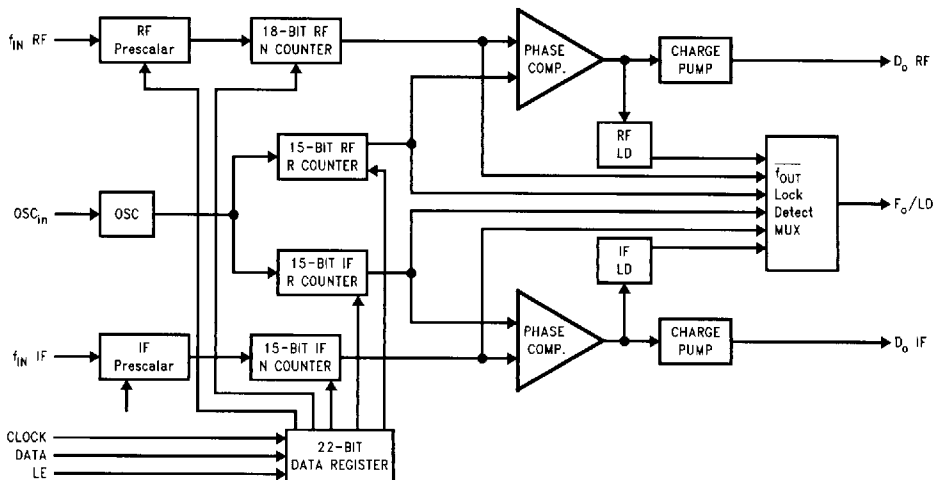 f_IN RF
RF
Prescalar
18-BIT RF
N COUNTER
PHASE
COMP.
CHARGE
PUMP
D_o RF
RF
LD
15-BIT RF
R COUNTER
OSC_in
OSC
f_OUT
Lock
Detect
MUX
F_o/LD
15-BIT IF
R COUNTER
IF
LD
f_IN IF
IF
Prescalar
15-BIT IF
N COUNTER
PHASE
COMP.
CHARGE
PUMP
D_o IF
CLOCK
DATA
LE
22-BIT
DATA REGISTER